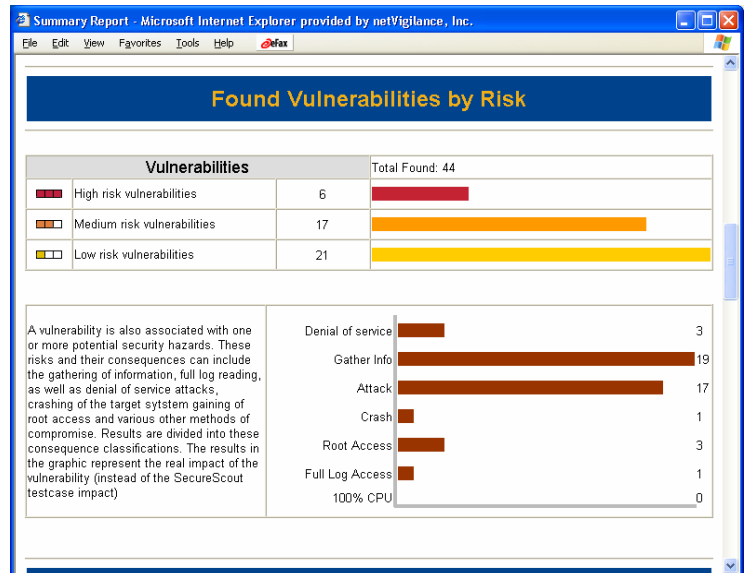 Summary Report - Microsoft Internet Explorer provided by netVigilance, Inc.
File Edit View Favorites Tools Help eFax
Found Vulnerabilities by Risk
Vulnerabilities Total Found: 44
High risk vulnerabilities 6
Medium risk vulnerabilities 17
Low risk vulnerabilities 21
A vulnerability is also associated with one
or more potential security hazards. These
risks and their consequences can include
the gathering of information, full log reading,
as well as denial of service attacks,
crashing of the target sytstem gaining of
root access and various other methods of
compromise. Results are divided into these
consequence classifications. The results in
the graphic represent the real impact of the
vulnerability (instead of the SecureScout
testcase impact)
Denial of service 3
Gather Info 19
Attack 17
Crash 1
Root Access 3
Full Log Access 1
100% CPU 0